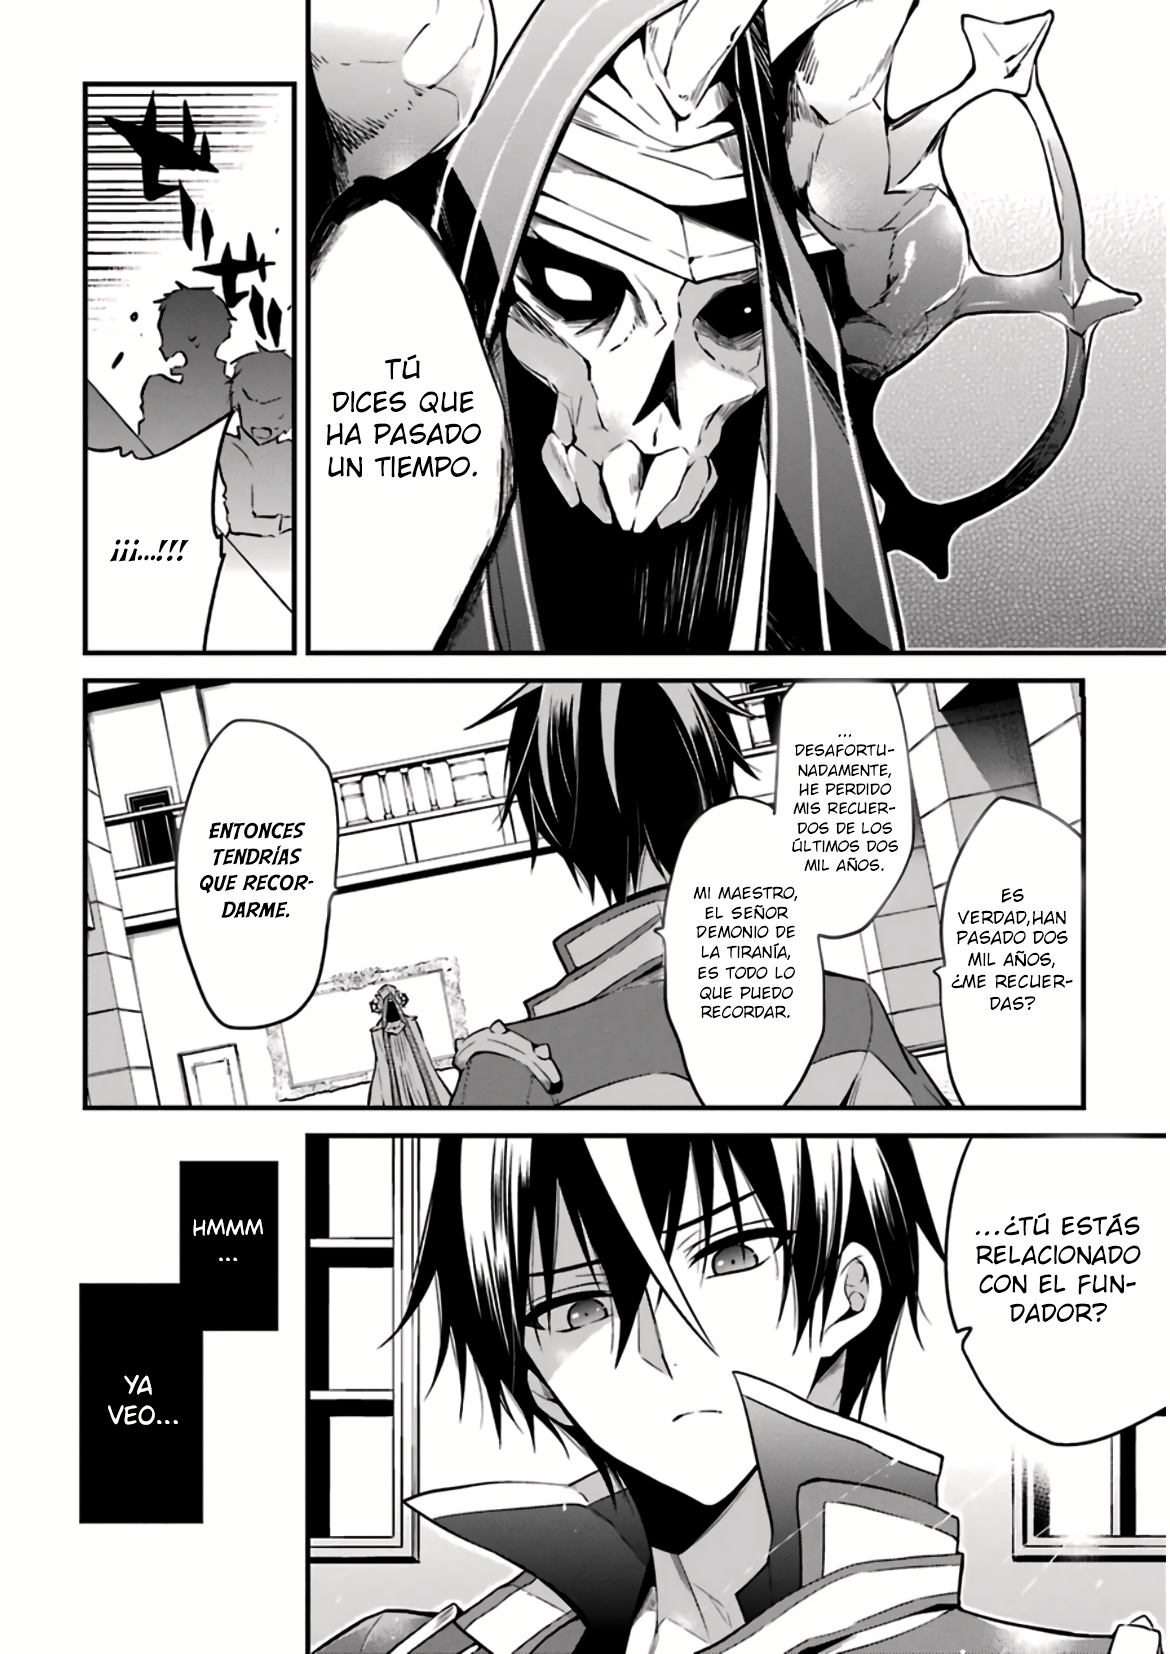 TÚ
DICES QUE
HA PASADO
UN TIEMPO.
¡¡¡...!!!
ES
VERDAD,HAN
PASADO DOS
MIL AÑOS,
¿ME RECUER-
DAS?
...
DESAFORTU-
NADAMENTE,
HE PERDIDO
MIS RECUER-
DOS DE LOS
ÚLTIMOS DOS
MIL AÑOS.
MI MAESTRO,
EL SEÑOR
DEMONIO DE
LA TIRANÍA,
ES TODO LO
QUE PUEDO
RECORDAR.
ENTONCES
TENDRÍAS
QUE RECOR-
DARME.
...¿TÚ ESTÁS
RELACIONADO
CON EL FUN-
DADOR?
HMMM
...
YA
VEO...